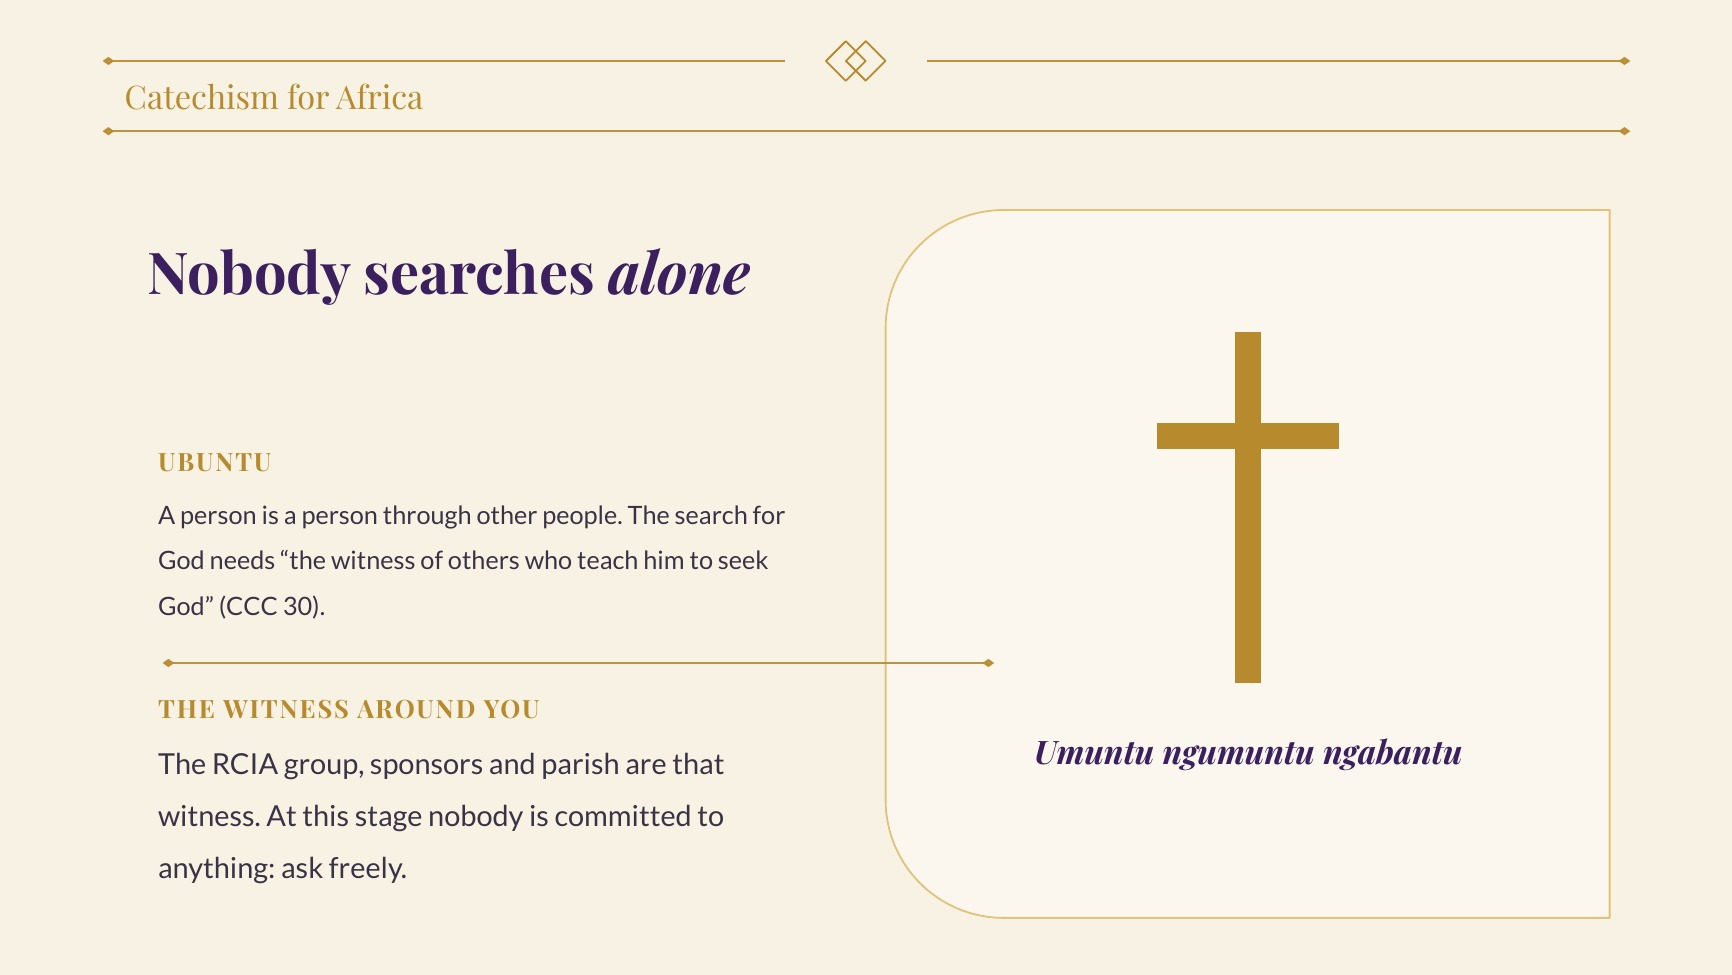 Catechism for Africa
Nobody searches alone
UBUNTU
A person is a person through other people. The search for
God needs “the witness of others who teach him to seek
God” (CCC 30).
THE WITNESS AROUND YOU
The RCIA group, sponsors and parish are that
witness. At this stage nobody is committed to
anything: ask freely.
Umuntu ngumuntu ngabantu